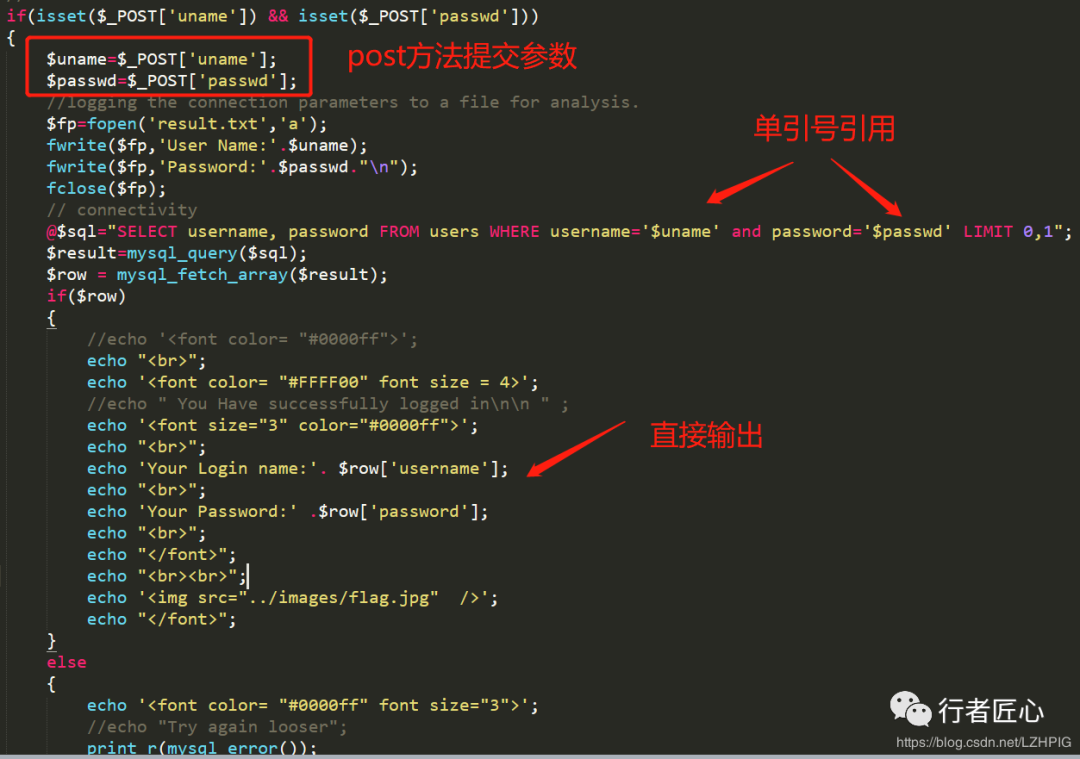 if(isset($_POST['uname']) && isset($_POST['passwd']))
{
$uname=$_POST['uname'];
post方法提交参数
$passwd=$_POST['passwd'];
//logging the connection parameters to a file for analysis.
$fp=fopen('result.txt','a');
单引号引用
fwrite($fp,'User Name:'.$uname);
fwrite($fp,'Password:'.$passwd."\n");
fclose($fp);
// connectivity
@$sql="SELECT username, password FROM users WHERE username='$uname' and password='$passwd' LIMIT 0,1";
$result=mysql_query($sql);
$row = mysql_fetch_array($result);
if($row)
{
//echo '<font color= "#0000ff">';
echo "<br>";
echo '<font color= "#FFFF00" font size = 4>';
//echo " You Have successfully logged in\n\n " ;
echo '<font size="3" color="#0000ff">';
直接输出
echo "<br>";
echo 'Your Login name:'. $row['username'];
echo "<br>";
echo 'Your Password:' .$row['password'];
echo "<br>";
echo "</font>";
echo "<br><br>";
echo '<img src="../images/flag.jpg"  />';
echo "</font>";
}
else
{
echo '<font color= "#0000ff" font size="3">';
//echo "Try again looser";
print_r(mysql_error());
行者匠心
https://blog.csdn.net/LZHPIG